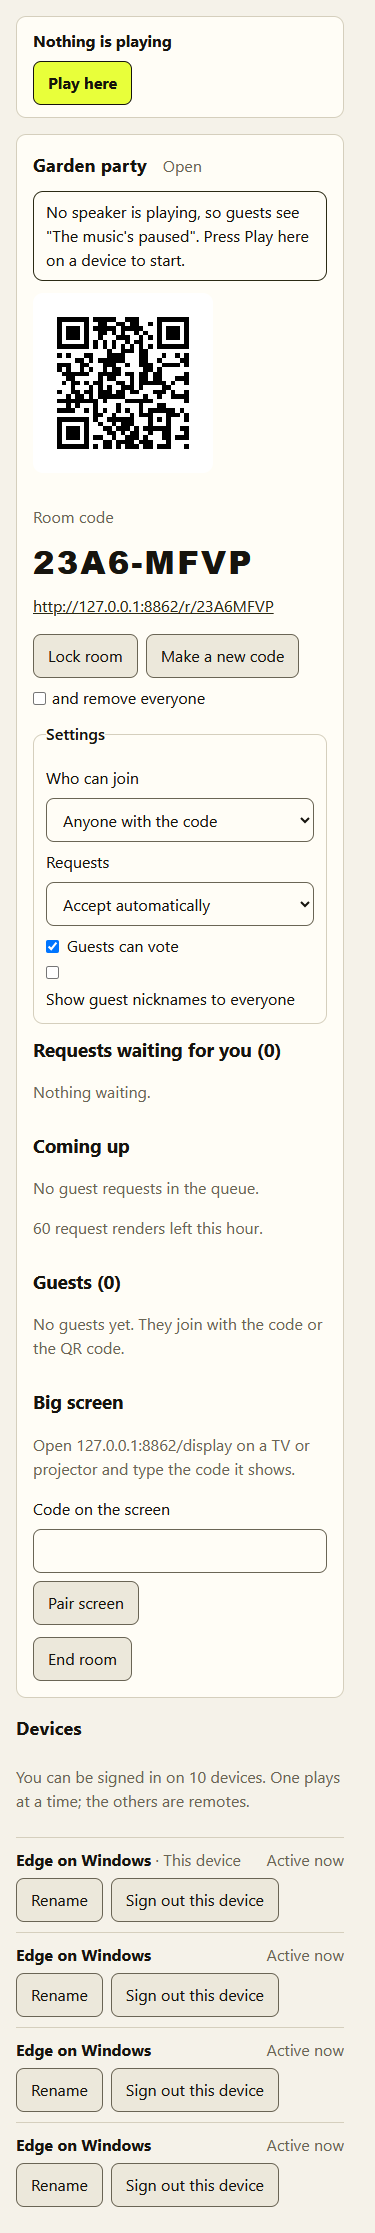 Nothing is playing
Play here
Garden party Open
No speaker is playing, so guests see
"The music's paused". Press Play here
on a device to start.
Room code
23A6-MFVP
http://127.0.0.1:8862/r/23A6MFVP
Lock room Make a new code
and remove everyone
Settings
Who can join
Anyone with the code
Requests
Accept automatically
Guests can vote
Show guest nicknames to everyone
Requests waiting for you (0)
Nothing waiting.
Coming up
No guest requests in the queue.
60 request renders left this hour.
Guests (0)
No guests yet. They join with the code or
the QR code.
Big screen
Open 127.0.0.1:8862/display on a TV or
projector and type the code it shows.
Code on the screen
Pair screen
End room
Devices
You can be signed in on 10 devices. One plays
at a time; the others are remotes.
Edge on Windows · This device Active now
Rename Sign out this device
Edge on Windows Active now
Rename Sign out this device
Edge on Windows Active now
Rename Sign out this device
Edge on Windows Active now
Rename Sign out this device